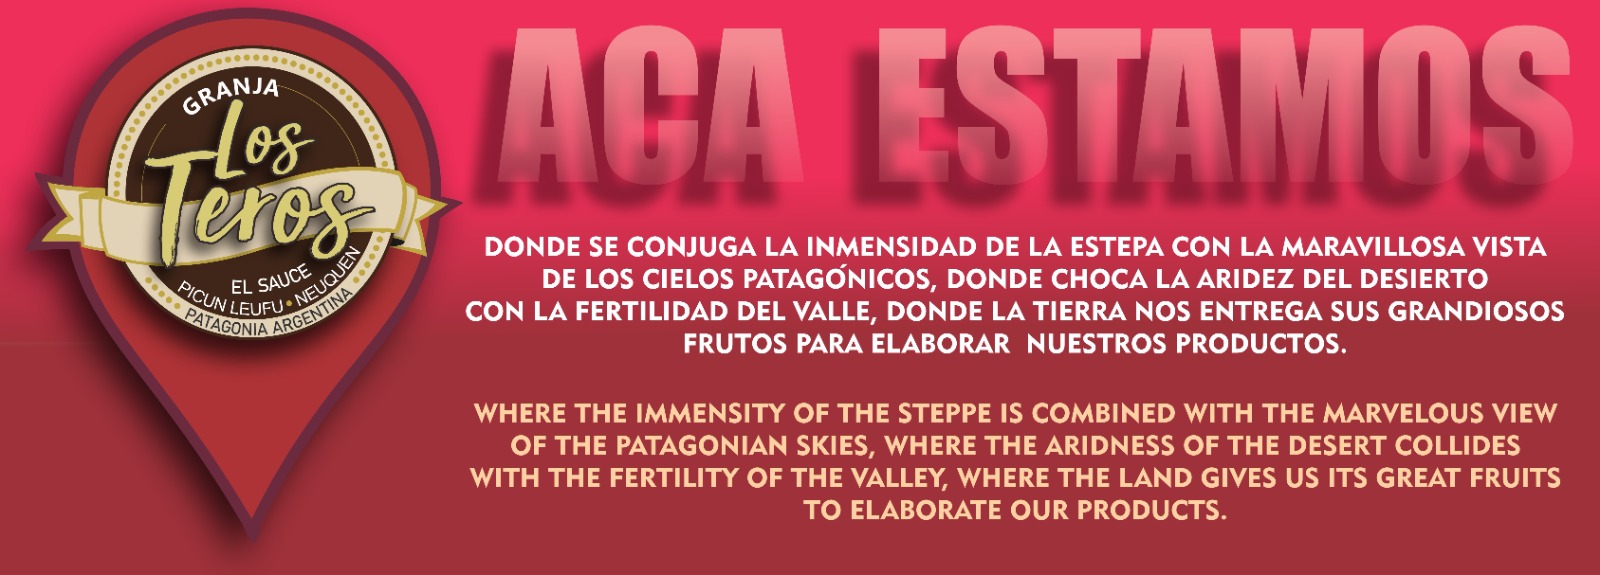 GRANJA
Los
Teros
EL SAUCE
PICUN LEUFU • NEUQUEN
PATAGONIA ARGENTINA
ACA ESTAMOS
DONDE SE CONJUGA LA INMENSIDAD DE LA ESTEPA CON LA MARAVILLOSA VISTA
DE LOS CIELOS PATAGÓNICOS, DONDE CHOCA LA ARIDEZ DEL DESIERTO
CON LA FERTILIDAD DEL VALLE, DONDE LA TIERRA NOS ENTREGA SUS GRANDIOSOS
FRUTOS PARA ELABORAR NUESTROS PRODUCTOS.
WHERE THE IMMENSITY OF THE STEPPE IS COMBINED WITH THE MARVELOUS VIEW
OF THE PATAGONIAN SKIES, WHERE THE ARIDNESS OF THE DESERT COLLIDES
WITH THE FERTILITY OF THE VALLEY, WHERE THE LAND GIVES US ITS GREAT FRUITS
TO ELABORATE OUR PRODUCTS.